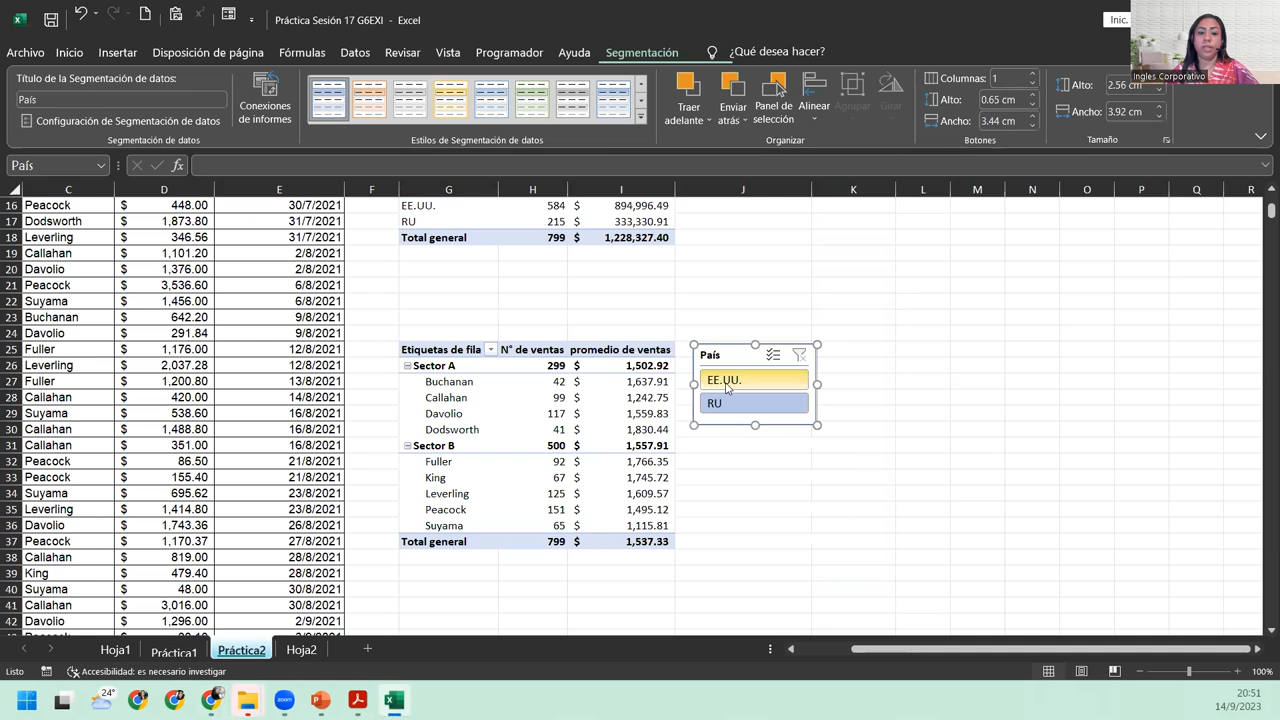 Práctica Sesión 17 G6EXI - Excel
Inic.
Archivo Inicio Insertar Disposición de página Fórmulas Datos Revisar Vista Programador Ayuda Segmentación ¿Qué desea hacer?
Ingles Corporativo
Título de la Segmentación de datos:
País
Configuración de Segmentación de datos
Conexiones de informes
Segmentación de datos
Estilos de Segmentación de datos
Traer adelante
Enviar atrás
Panel de selección
Alinear
Agrupar
Girar
Organizar
Columnas: 1
Alto: 0.65 cm
Ancho: 3.44 cm
Botones
Alto: 2.56 cm
Ancho: 3.92 cm
Tamaño
País
fx
C D E F G H I J K L M N O P Q R
16 Peacock $ 448.00 30/7/2021 EE.UU. 584 $ 894,996.49
17 Dodsworth $ 1,873.80 31/7/2021 RU 215 $ 333,330.91
18 Leverling $ 346.56 31/7/2021 Total general 799 $ 1,228,327.40
19 Callahan $ 1,101.20 2/8/2021
20 Davolio $ 1,376.00 2/8/2021
21 Peacock $ 3,536.60 6/8/2021
22 Suyama $ 1,456.00 6/8/2021
23 Buchanan $ 642.20 9/8/2021
24 Davolio $ 291.84 9/8/2021
25 Fuller $ 1,176.00 12/8/2021 Etiquetas de fila N° de ventas promedio de ventas
26 Leverling $ 2,037.28 12/8/2021 Sector A 299 $ 1,502.92
27 Fuller $ 1,200.80 13/8/2021 Buchanan 42 $ 1,637.91
28 Callahan $ 420.00 14/8/2021 Callahan 99 $ 1,242.75
29 Suyama $ 538.60 16/8/2021 Davolio 117 $ 1,559.83
30 Callahan $ 1,488.80 16/8/2021 Dodsworth 41 $ 1,830.44
31 Callahan $ 351.00 16/8/2021 Sector B 500 $ 1,557.91
32 Peacock $ 86.50 21/8/2021 Fuller 92 $ 1,766.35
33 Peacock $ 155.40 21/8/2021 King 67 $ 1,745.72
34 Suyama $ 695.62 23/8/2021 Leverling 125 $ 1,609.57
35 Leverling $ 1,414.80 23/8/2021 Peacock 151 $ 1,495.12
36 Davolio $ 1,743.36 26/8/2021 Suyama 65 $ 1,115.81
37 Peacock $ 1,170.37 27/8/2021 Total general 799 $ 1,537.33
38 Callahan $ 819.00 28/8/2021
39 King $ 479.40 28/8/2021
40 Suyama $ 48.00 30/8/2021
41 Callahan $ 3,016.00 30/8/2021
42 Davolio $ 1,296.00 2/9/2021
País
EE.UU.
RU
Hoja1 Práctica1 Práctica2 Hoja2
Listo Accesibilidad: es necesario investigar 100%
24°
20:51
14/9/2023